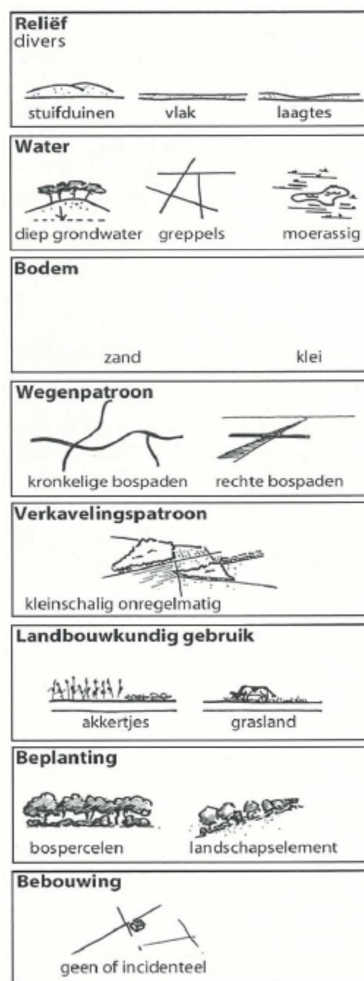 Reliëf
divers
stuifduinen vlak laagtes
Water
diep grondwater greppels moerassig
Bodem
zand klei
Wegenpatroon
kronkelige bospaden rechte bospaden
Verkavelingspatroon
kleinschalig onregelmatig
Landbouwkundig gebruik
akkertjes grasland
Beplanting
bospercelen landschapselement
Bebouwing
geen of incidenteel